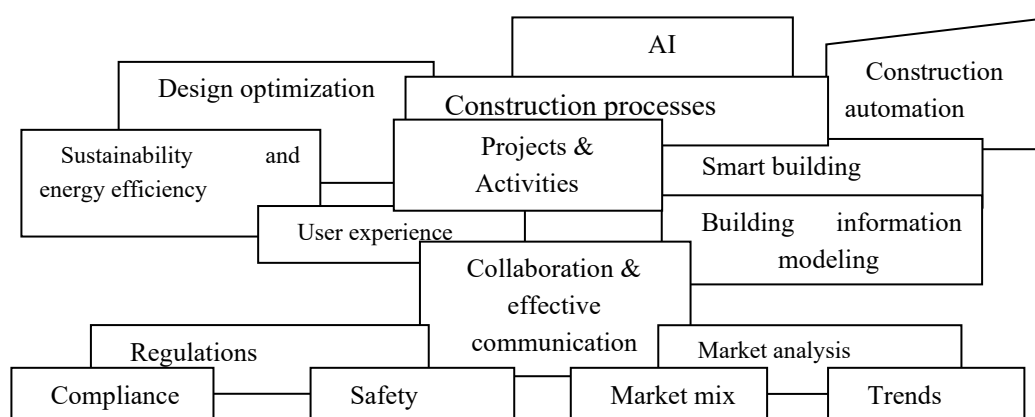 AI
Construction
automation
Design optimization
Construction processes
Projects &
Activities
Sustainability and
energy efficiency
Smart building
User experience
Building information
modeling
Collaboration &
effective
communication
Regulations
Market analysis
Compliance
Safety
Market mix
Trends